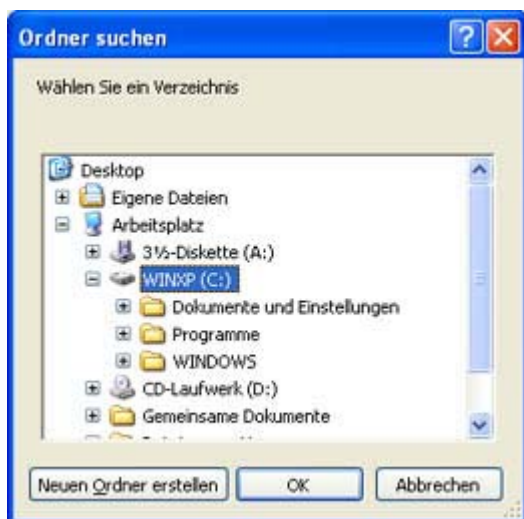 Ordner suchen
Wählen Sie ein Verzeichnis
Desktop
Eigene Dateien
Arbeitsplatz
3½-Diskette (A:)
WINXP (C:)
Dokumente und Einstellungen
Programme
WINDOWS
CD-Laufwerk (D:)
Gemeinsame Dokumente
Neuen Ordner erstellen OK Abbrechen